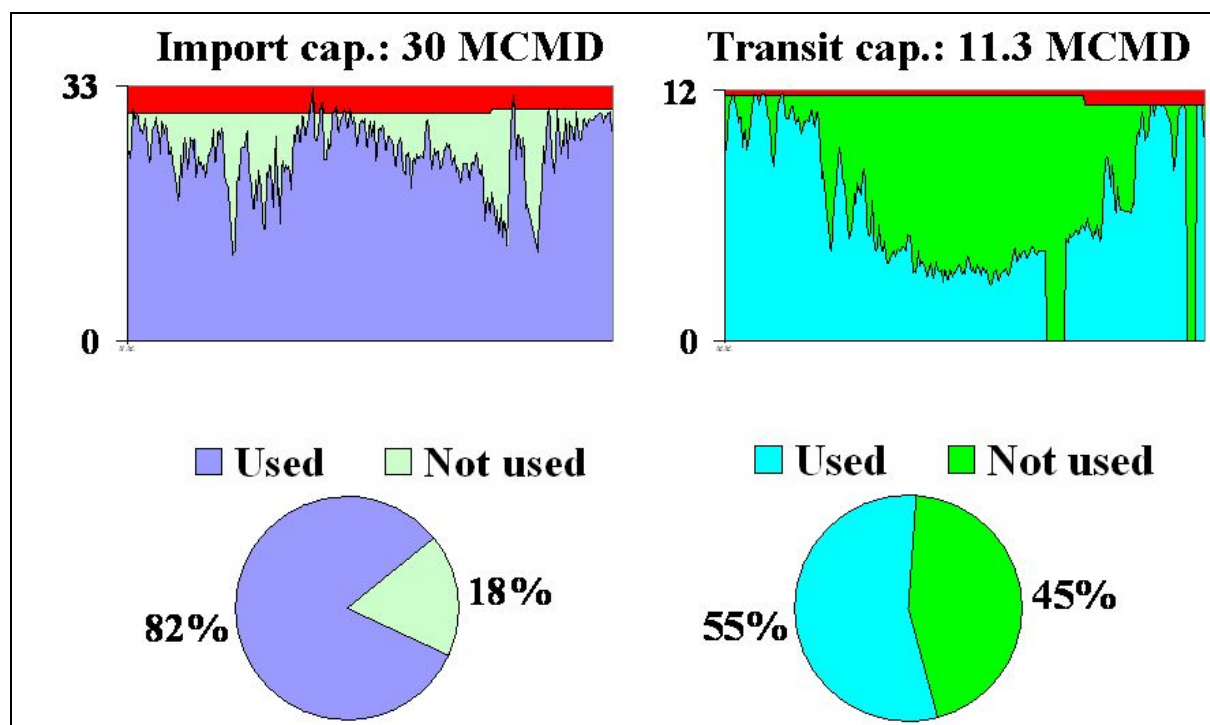 Import cap.: 30 MCMD
Transit cap.: 11.3 MCMD
33
0
12
0
Used
Not used
Used
Not used
82%
18%
55%
45%